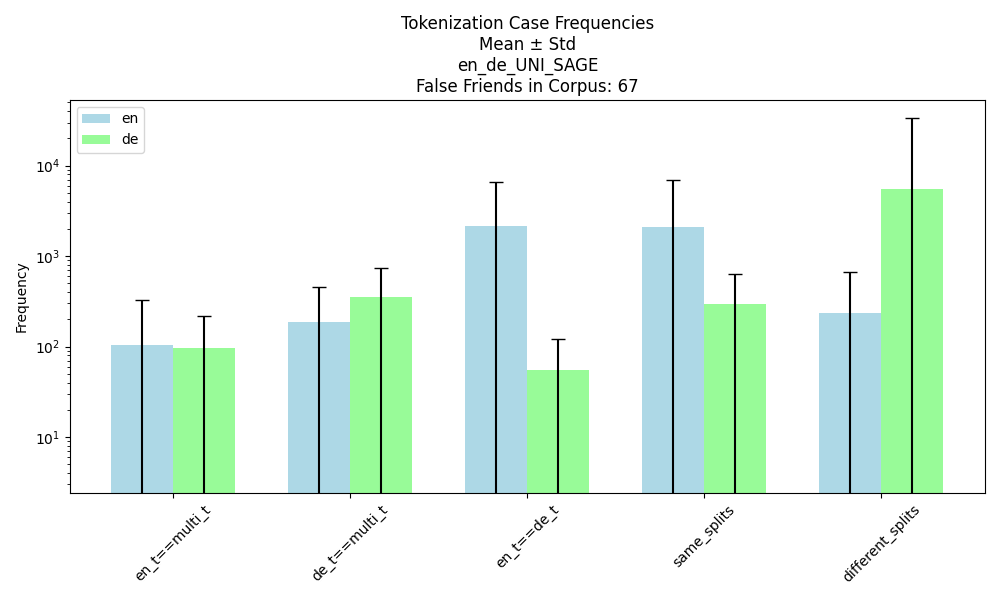 Tokenization Case Frequencies
Mean ± Std
en_de_UNI_SAGE
False Friends in Corpus: 67
en
de
Frequency
10^4
10^3
10^2
10^1
en_t==multi_t
de_t==multi_t
en_t==de_t
same_splits
different_splits